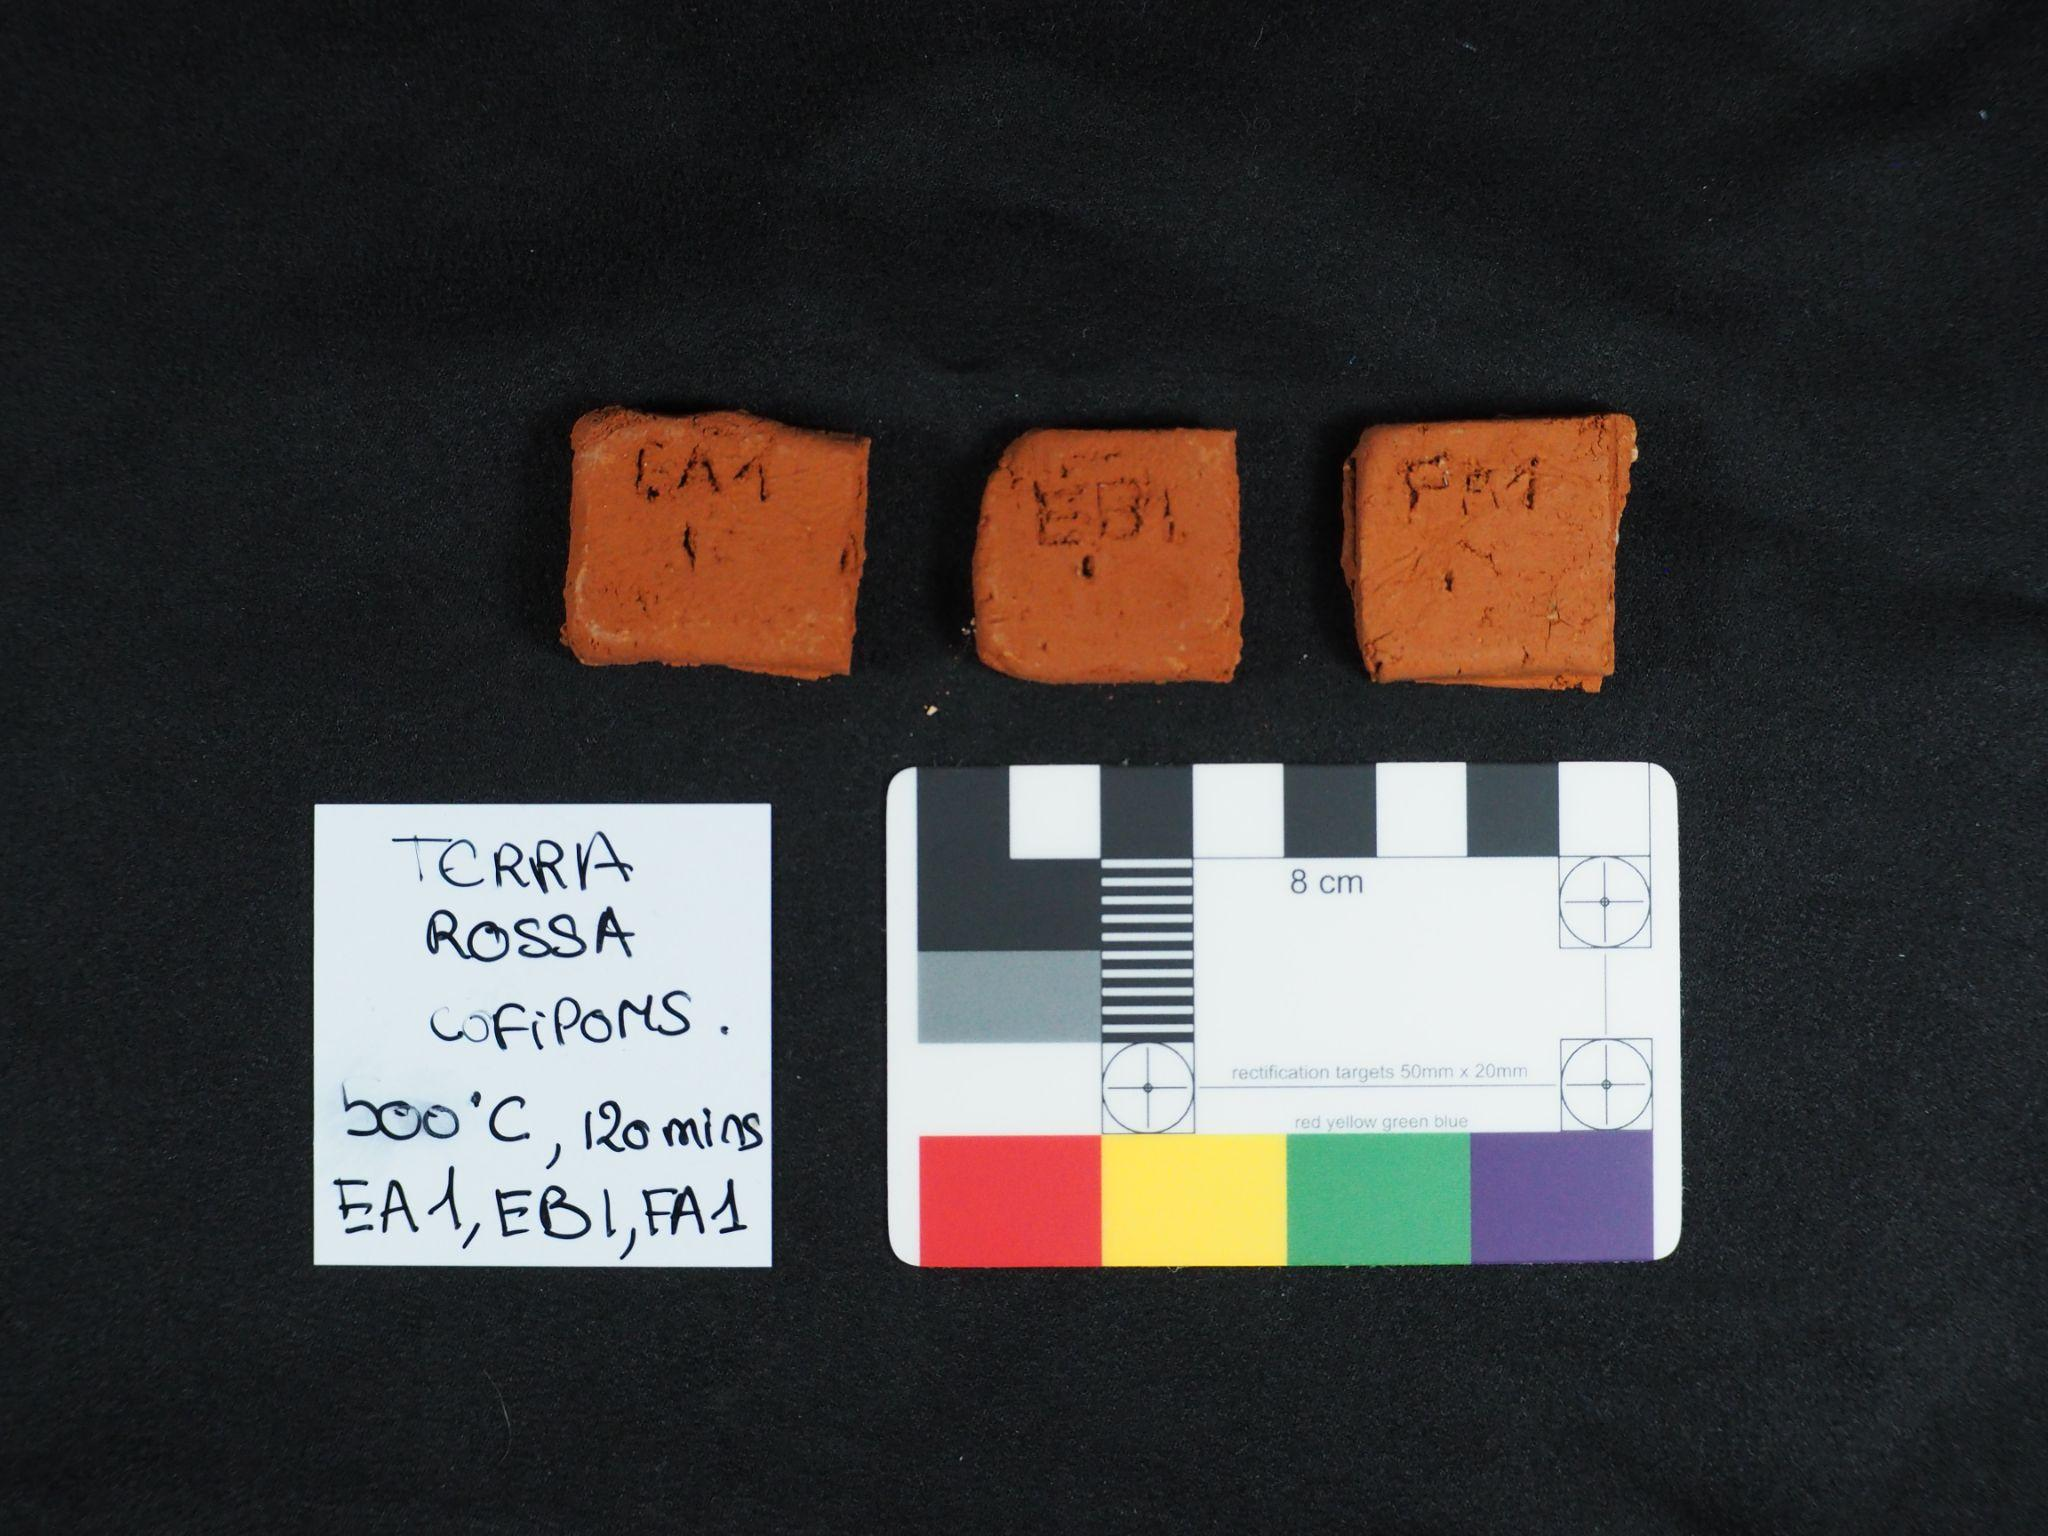 EA1
EB1
FA1
TERRA
ROSSA
COFIPOMS.
500°C, 120 mins
EA1, EB1, FA1
8 cm
rectification targets 50mm x 20mm
red yellow green blue